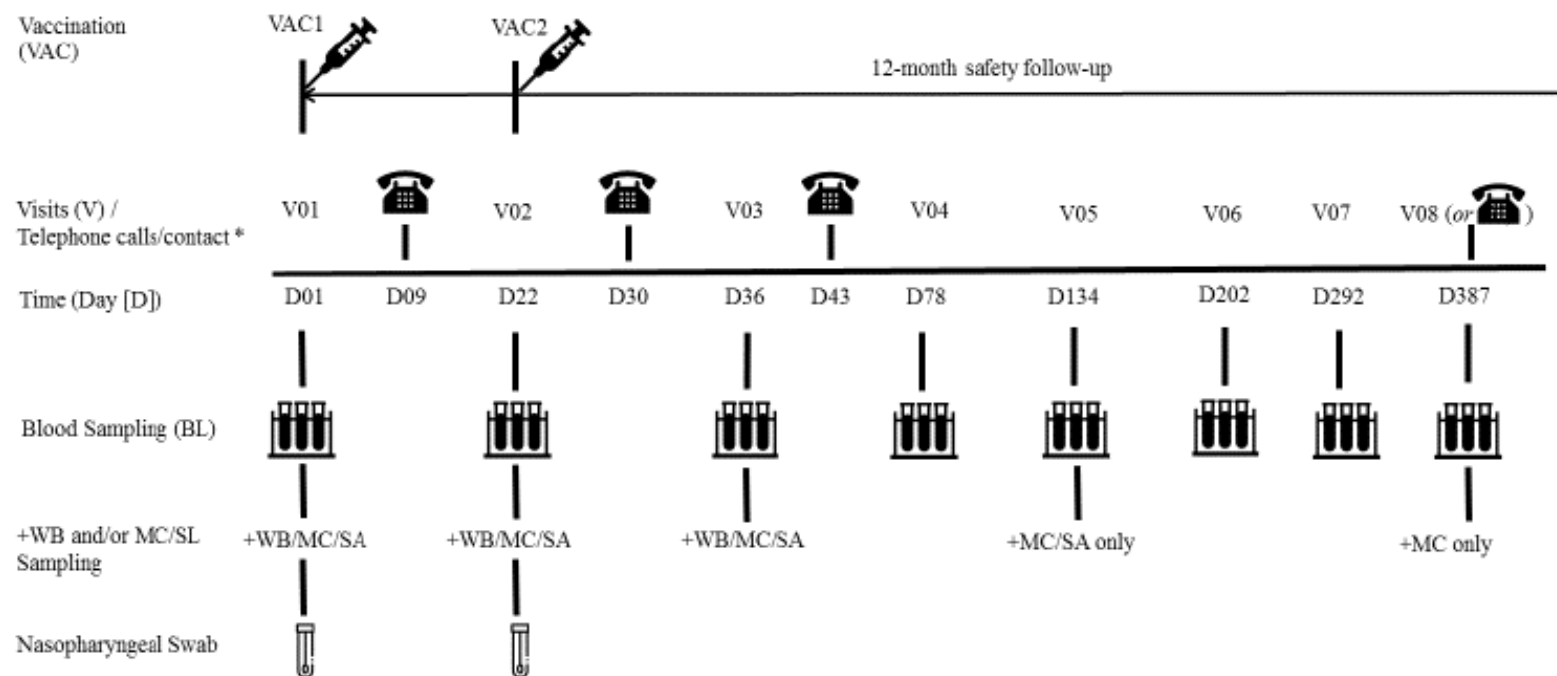 Vaccination
(VAC)
VAC1
VAC2
12-month safety follow-up
Visits (V) /
Telephone calls/contact *
V01
V02
V03
V04
V05
V06
V07
V08 (or )
Time (Day [D])
D01
D09
D22
D30
D36
D43
D78
D134
D202
D292
D387
Blood Sampling (BL)
+WB and/or MC/SL
Sampling
+WB/MC/SA
+WB/MC/SA
+WB/MC/SA
+MC/SA only
+MC only
Nasopharyngeal Swab